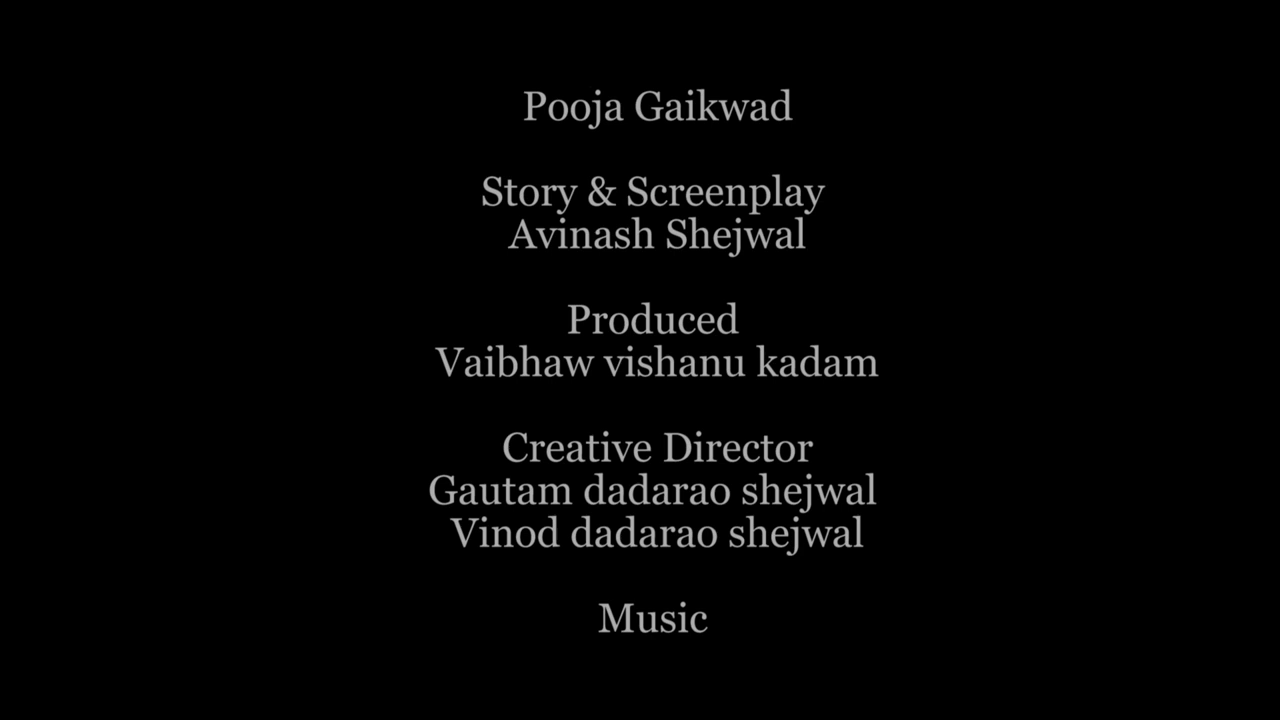 Pooja Gaikwad
Story & Screenplay
Avinash Shejwal
Produced
Vaibhaw vishanu kadam
Creative Director
Gautam dadarao shejwal
Vinod dadarao shejwal
Music